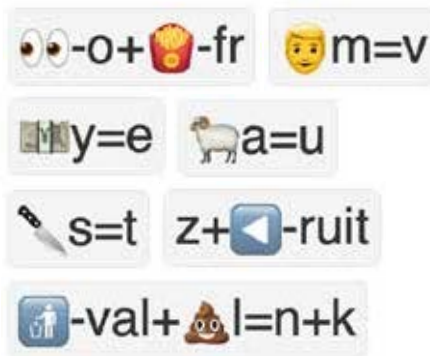 👀-o+🍟-fr 👨m=v
💴y=e 🐏a=u
🔪s=t z+◀️-ruit
🚮-val+💩l=n+k